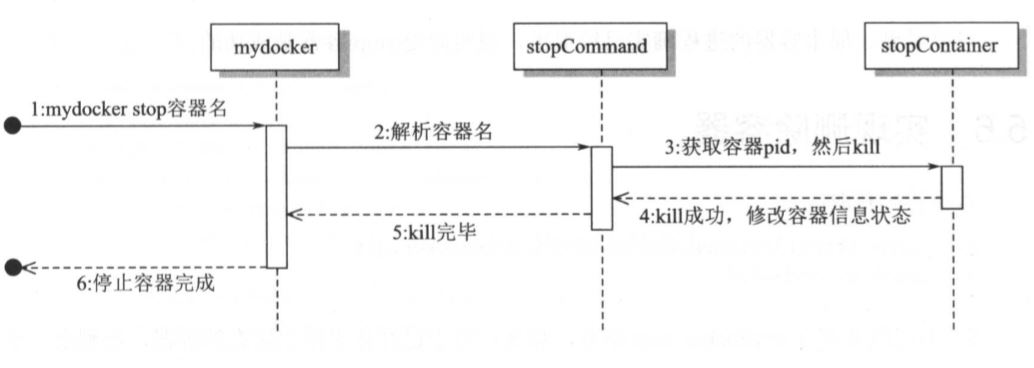 mydocker
stopCommand
stopContainer
1:mydocker stop容器名
2:解析容器名
3:获取容器pid，然后kill
4:kill成功，修改容器信息状态
5:kill完毕
6:停止容器完成